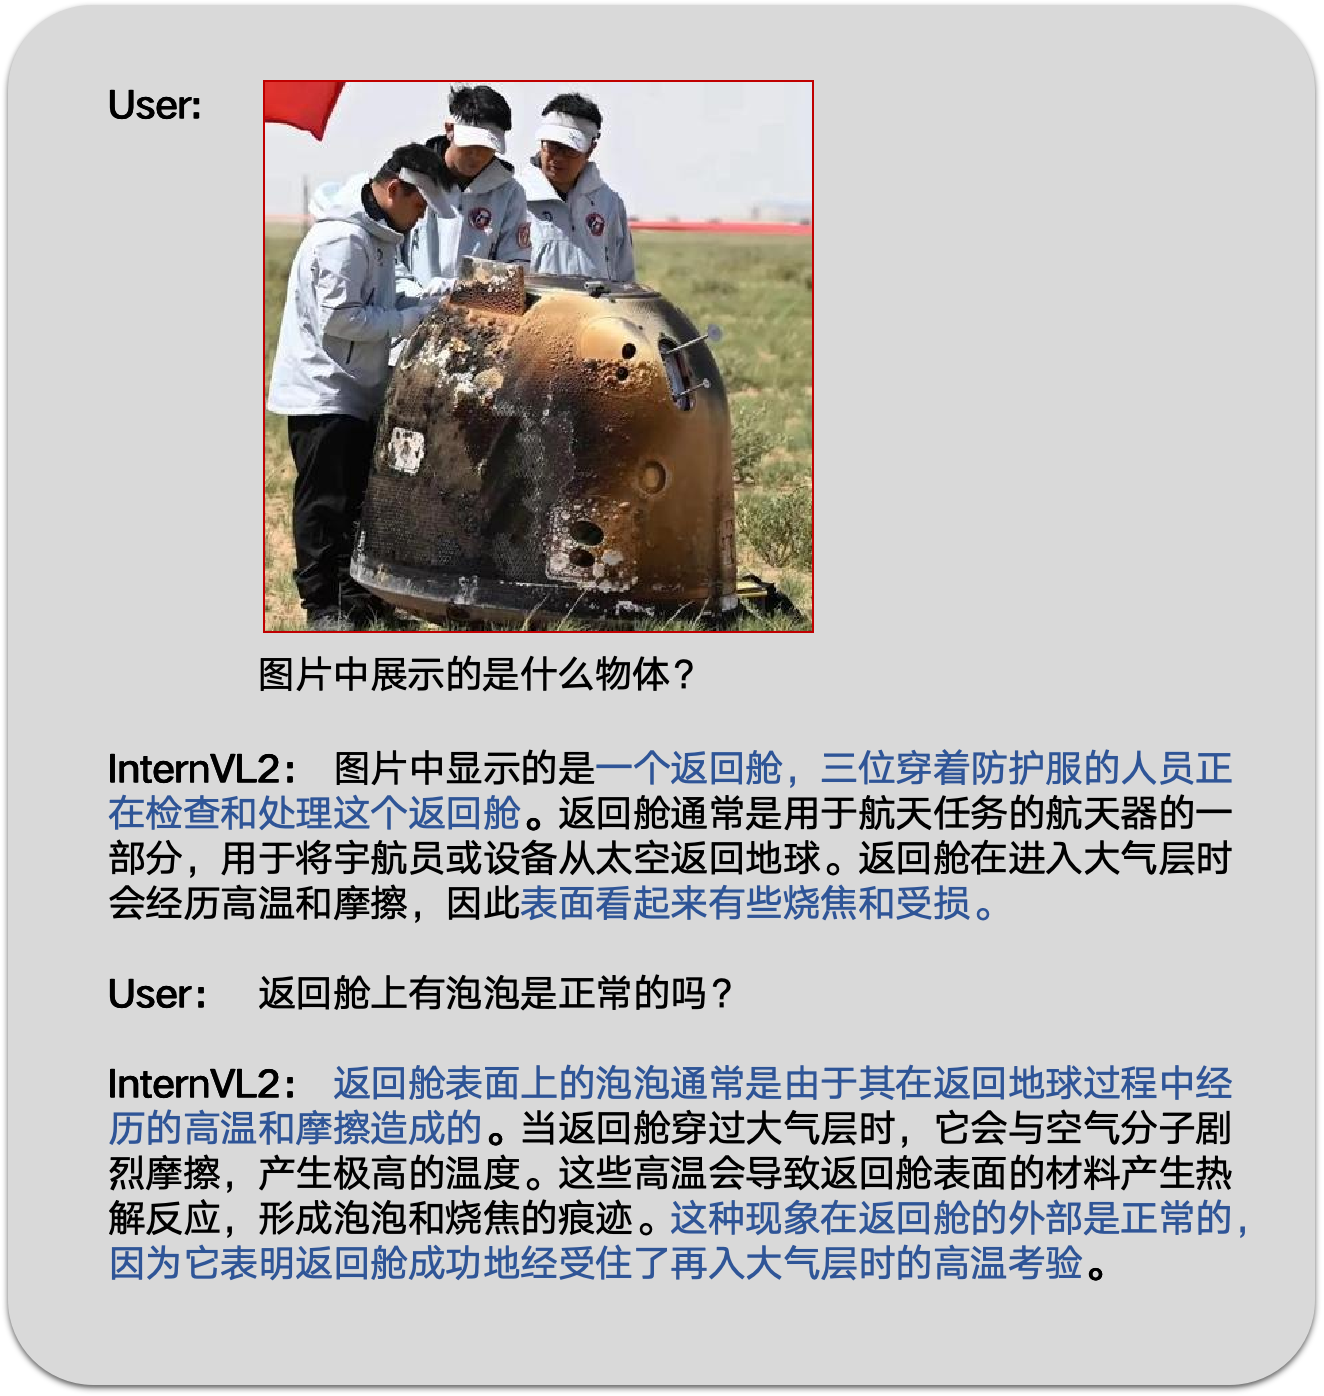 User:
图片中展示的是什么物体？
InternVL2： 图片中显示的是一个返回舱，三位穿着防护服的人员正
在检查和处理这个返回舱。返回舱通常是用于航天任务的航天器的一
部分，用于将宇航员或设备从太空返回地球。返回舱在进入大气层时
会经历高温和摩擦，因此表面看起来有些烧焦和受损。
User： 返回舱上有泡泡是正常的吗？
InternVL2： 返回舱表面上的泡泡通常是由于其在返回地球过程中经
历的高温和摩擦造成的。当返回舱穿过大气层时，它会与空气分子剧
烈摩擦，产生极高的温度。这些高温会导致返回舱表面的材料产生热
解反应，形成泡泡和烧焦的痕迹。这种现象在返回舱的外部是正常的，
因为它表明返回舱成功地经受住了再入大气层时的高温考验。